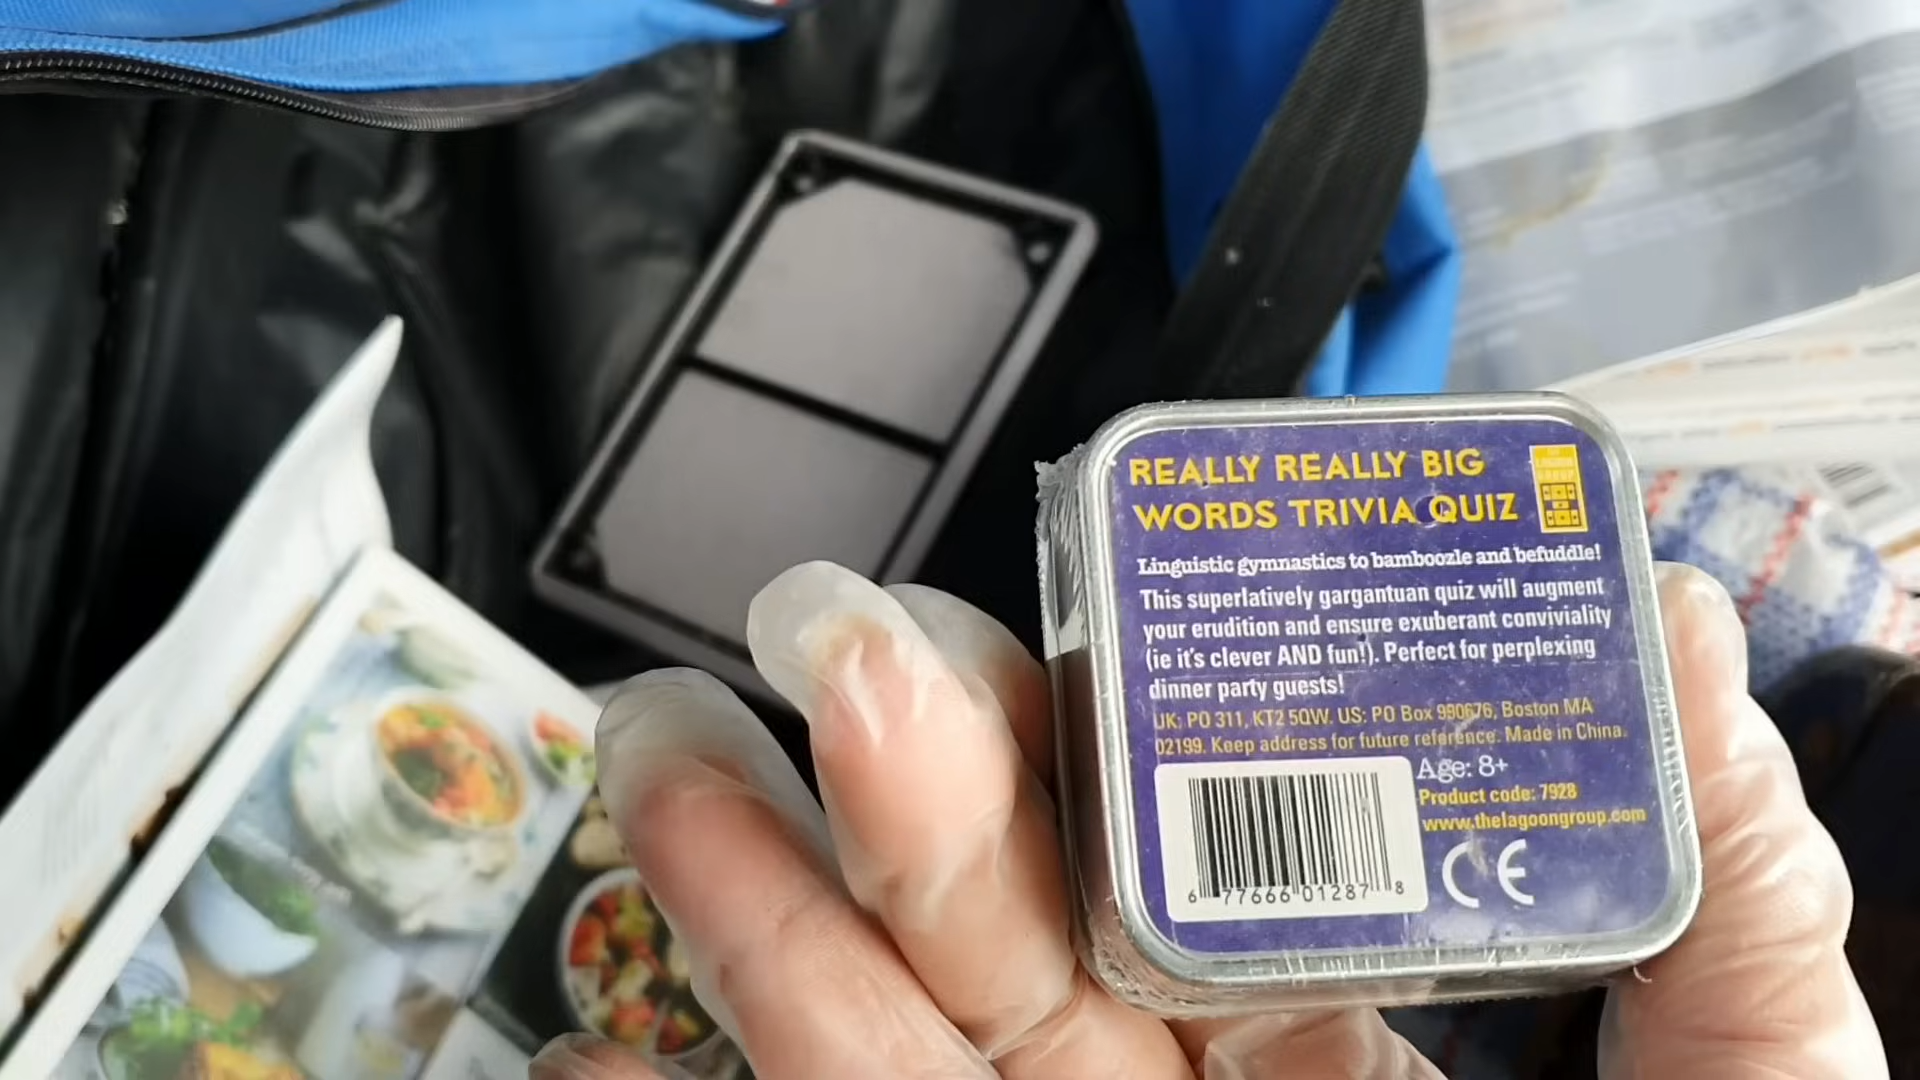 REALLY REALLY BIG
WORDS TRIVIA QUIZ
THE
LAGOON
GROUP
Linguistic gymnastics to bamboozle and befuddle!
This superlatively gargantuan quiz will augment
your erudition and ensure exuberant conviviality
(ie it's clever AND fun!). Perfect for perplexing
dinner party guests!
UK: PO 311, KT2 5QW. US: PO Box 990676, Boston MA
02199. Keep address for future reference. Made in China.
Age: 8+
Product code: 7928
www.thelagoongroup.com
6 77666 01287 8
CE